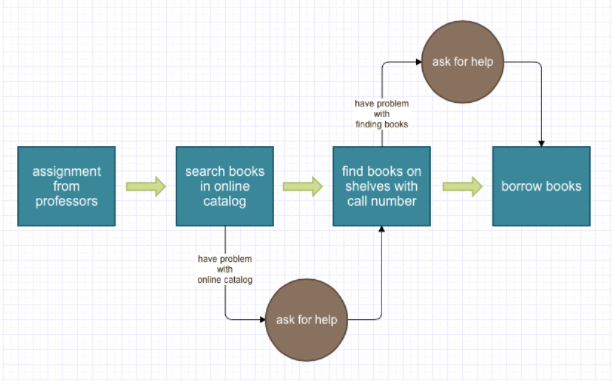 ask for help
have problem
with
finding books
assignment
from
professors
search books
in online
catalog
find books on
shelves with
call number
borrow books
have problem
with
online catalog
ask for help